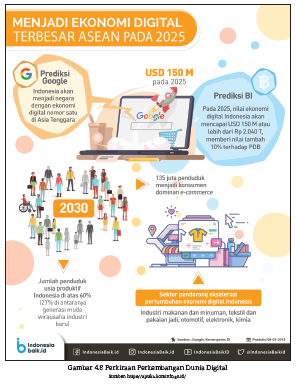 MENJADI EKONOMI DIGITAL
TERBESAR ASEAN PADA 2025
Prediksi
Google
Indonesia akan
menjadi negara
dengan ekonomi
digital nomor satu
di Asia Tenggara
USD 150 M
pada 2025
Google
Prediksi BI
Pada 2025, nilai ekonomi
digital Indonesia akan
mencapai USD 150 M atau
lebih dari Rp 2.040 T,
memberi nilai tambah
10% terhadap PDB
135 juta penduduk
menjadi konsumen
dominan e-commerce
2030
Jumlah penduduk
usia produktif
Indonesia di atas 60%
(27% di antaranya
generasi muda
wirausaha industri
baru)
Sektor pendorong akselerasi
pertumbuhan ekonomi digital Indonesia
Industri makanan dan minuman, tekstil dan
pakaian jadi, otomotif, elektronik, kimia
Indonesia
baik.id
IndonesiaBaik.id
IndonesiaBaikID
Gambar 4.8 Perkiraan Perkembangan Dunia Digital